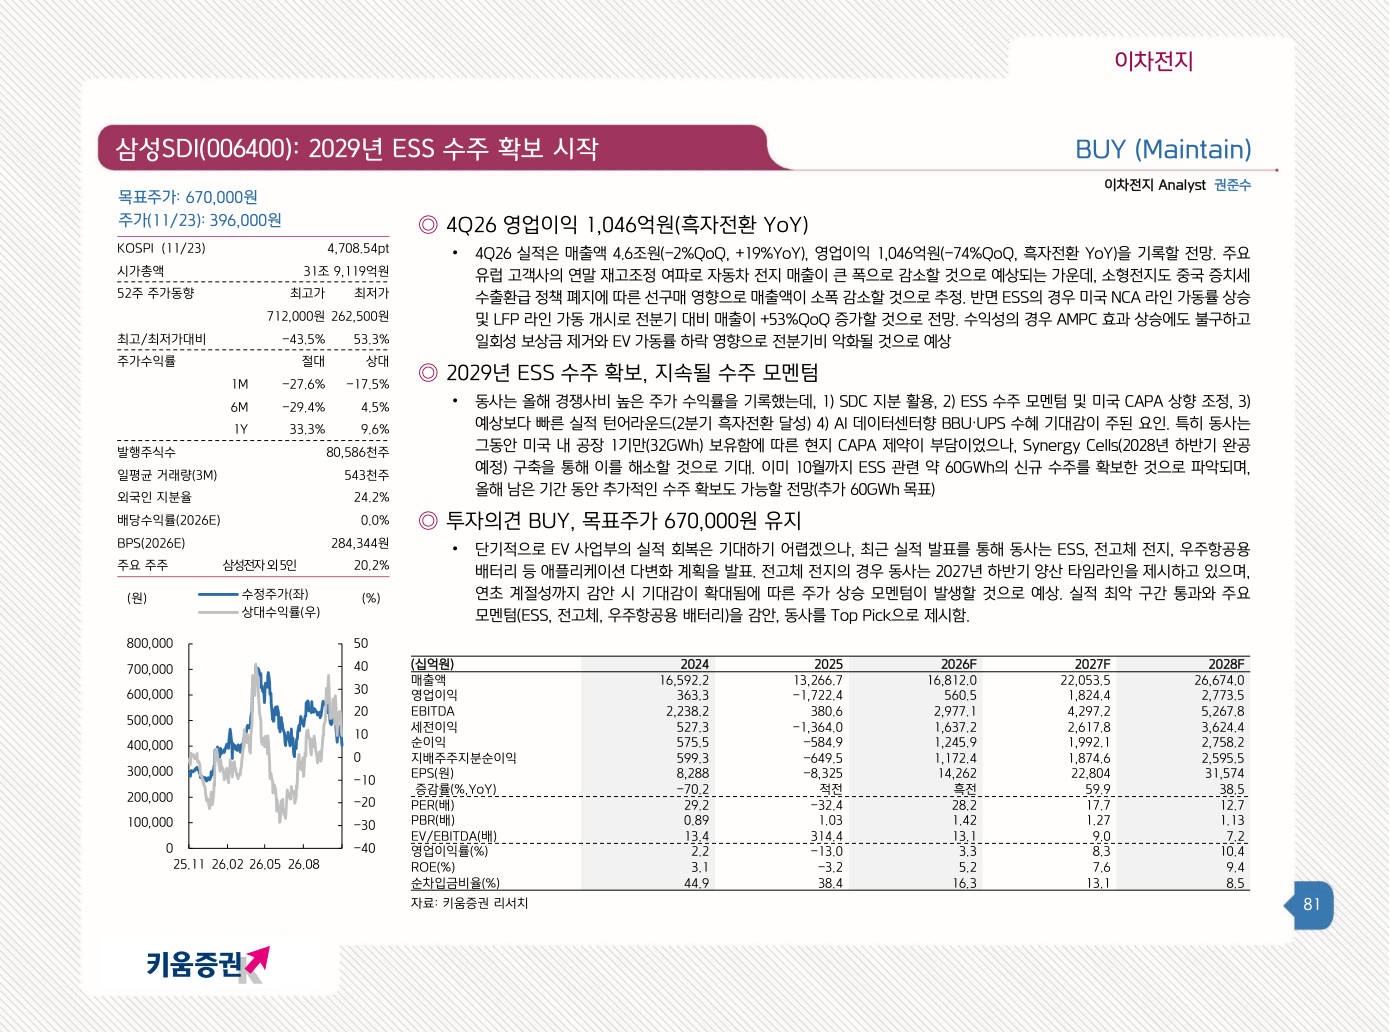 이차전지
삼성SDI(006400): 2029년 ESS 수주 확보 시작
BUY (Maintain)
이차전지 Analyst 권준수
목표주가: 670,000원
주가(11/23): 396,000원
KOSPI (11/23) 4,708.54pt
시가총액 31조 9,119억원
52주 주가동향 최고가 최저가
712,000원 262,500원
최고/최저가대비 -43.5% 53.3%
주가수익률 절대 상대
1M -27.6% -17.5%
6M -29.4% 4.5%
1Y 33.3% 9.6%
발행주식수 80,586천주
일평균 거래량(3M) 543천주
외국인 지분율 24.2%
배당수익률(2026E) 0.0%
BPS(2026E) 284,344원
주요 주주 삼성전자 외 5인 20.2%
(원) 수정주가(좌) (%)
상대수익률(우)
800,000 50
700,000 40
600,000 30
500,000 20
400,000 10
300,000 0
200,000 -10
100,000 -20
0 -30
-40
25.11 26.02 26.05 26.08
◎ 4Q26 영업이익 1,046억원(흑자전환 YoY)
• 4Q26 실적은 매출액 4.6조원(-2%QoQ, +19%YoY), 영업이익 1,046억원(-74%QoQ, 흑자전환 YoY)을 기록할 전망. 주요
유럽 고객사의 연말 재고조정 여파로 자동차 전지 매출이 큰 폭으로 감소할 것으로 예상되는 가운데, 소형전지도 중국 증치세
수출환급 정책 폐지에 따른 선구매 영향으로 매출액이 소폭 감소할 것으로 추정. 반면 ESS의 경우 미국 NCA 라인 가동률 상승
및 LFP 라인 가동 개시로 전분기 대비 매출이 +53%QoQ 증가할 것으로 전망. 수익성의 경우 AMPC 효과 상승에도 불구하고
일회성 보상금 제거와 EV 가동률 하락 영향으로 전분기비 악화될 것으로 예상
◎ 2029년 ESS 수주 확보, 지속될 수주 모멘텀
• 동사는 올해 경쟁사비 높은 주가 수익률을 기록했는데, 1) SDC 지분 활용, 2) ESS 수주 모멘텀 및 미국 CAPA 상향 조정, 3)
예상보다 빠른 실적 턴어라운드(2분기 흑자전환 달성) 4) AI 데이터센터향 BBU·UPS 수혜 기대감이 주된 요인. 특히 동사는
그동안 미국 내 공장 1기만(32GWh) 보유함에 따른 현지 CAPA 제약이 부담이었으나, Synergy Cells(2028년 하반기 완공
예정) 구축을 통해 이를 해소할 것으로 기대. 이미 10월까지 ESS 관련 약 60GWh의 신규 수주를 확보한 것으로 파악되며,
올해 남은 기간 동안 추가적인 수주 확보도 가능할 전망(추가 60GWh 목표)
◎ 투자의견 BUY, 목표주가 670,000원 유지
• 단기적으로 EV 사업부의 실적 회복은 기대하기 어렵겠으나, 최근 실적 발표를 통해 동사는 ESS, 전고체 전지, 우주항공용
배터리 등 애플리케이션 다변화 계획을 발표. 전고체 전지의 경우 동사는 2027년 하반기 양산 타임라인을 제시하고 있으며,
연초 계절성까지 감안 시 기대감이 확대됨에 따른 주가 상승 모멘텀이 발생할 것으로 예상. 실적 최악 구간 통과와 주요
모멘텀(ESS, 전고체, 우주항공용 배터리)을 감안, 동사를 Top Pick으로 제시함.
(십억원) 2024 2025 2026F 2027F 2028F
매출액 16,592.2 13,266.7 16,812.0 22,053.5 26,674.0
영업이익 363.3 -1,722.4 560.5 1,824.4 2,773.5
EBITDA 2,238.2 380.6 2,977.1 4,297.2 5,267.8
세전이익 527.3 -1,364.0 1,637.2 2,617.8 3,624.4
순이익 575.5 -584.9 1,245.9 1,992.1 2,758.2
지배주주지분순이익 599.3 -649.5 1,172.4 1,874.6 2,595.5
EPS(원) 8,288 -8,325 14,262 22,804 31,574
증감률(%,YoY) -70.2 적전 흑전 59.9 38.5
PER(배) 29.2 -32.4 28.2 17.7 12.7
PBR(배) 0.89 1.03 1.42 1.27 1.13
EV/EBITDA(배) 13.4 314.4 13.1 9.0 7.2
영업이익률(%) 2.2 -13.0 3.3 8.3 10.4
ROE(%) 3.1 -3.2 5.2 7.6 9.4
순차입금비율(%) 44.9 38.4 16.3 13.1 8.5
자료: 키움증권 리서치
81
키움증권